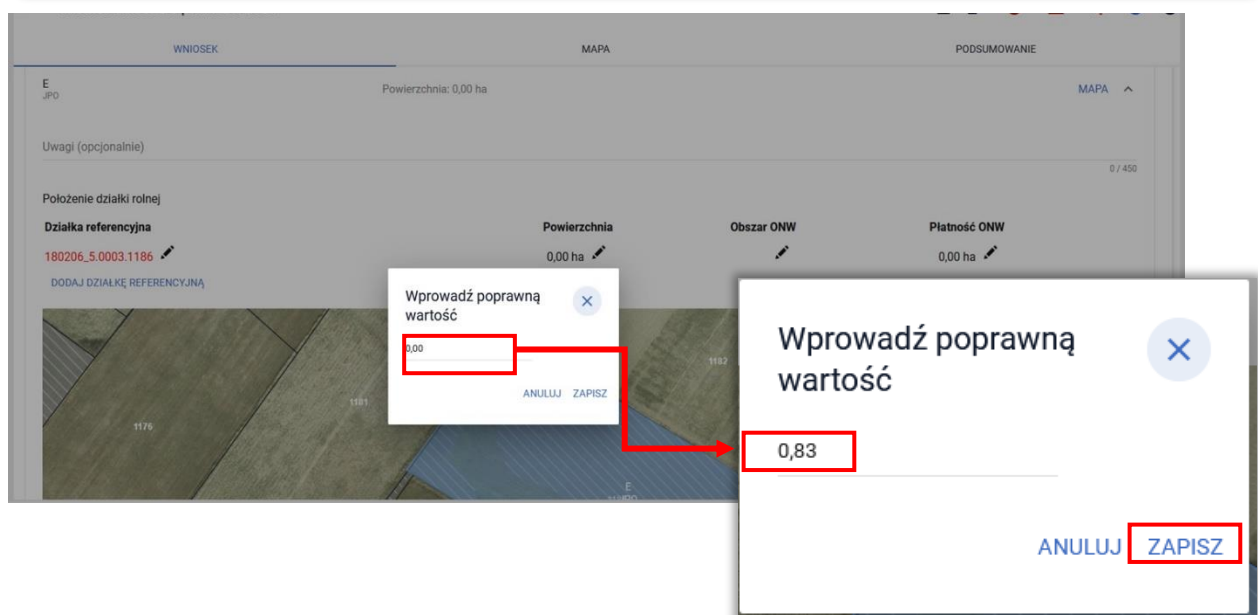 WNIOSEK MAPA PODSUMOWANIE
E Powierzchnia: 0,00 ha MAPA
JPO
Uwagi (opcjonalnie)
0 / 450
Położenie działki rolnej
Działka referencyjna Powierzchnia Obszar ONW Płatność ONW
180206_5.0003.1186 0,00 ha 0,00 ha
DODAJ DZIAŁKĘ REFERENCYJNĄ
Wprowadź poprawną
wartość
0,00
ANULUJ ZAPISZ
1182
1181
1176
E
Wprowadź poprawną
wartość
0,83
ANULUJ ZAPISZ